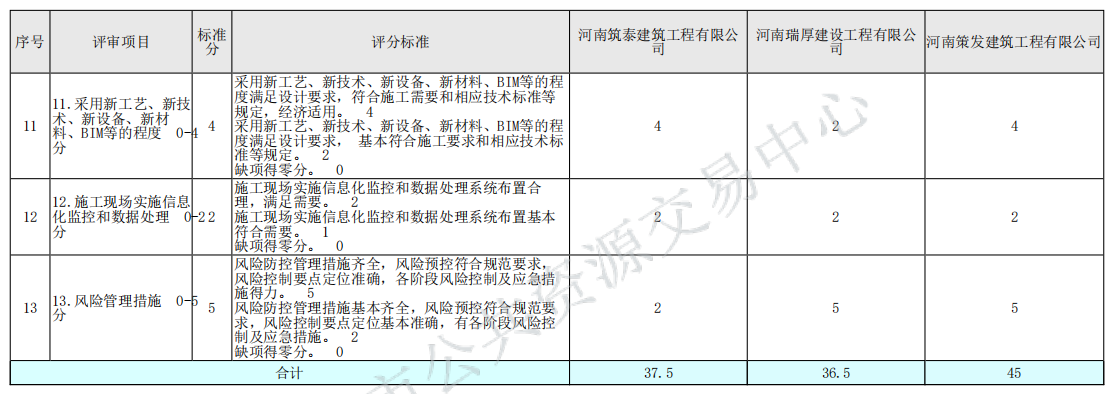 序号 评审项目 标准分 评分标准 河南筑泰建筑工程有限公司 河南瑞厚建设工程有限公司 河南策发建筑工程有限公司
11
11.采用新工艺、新技
术、新设备、新材
料、BIM等的程度 0-4
分
4
采用新工艺、新技术、新设备、新材料、BIM等的程
度满足设计要求，符合施工需要和相应技术标准等
规定，经济适用。 4
采用新工艺、新技术、新设备、新材料、BIM等的程
度满足设计要求， 基本符合施工要求和相应技术标
准等规定。 2
缺项得零分。 0
4 2 4
12
12.施工现场实施信息
化监控和数据处理 0-2
分
2
施工现场实施信息化监控和数据处理系统布置合
理，满足需要。 2
施工现场实施信息化监控和数据处理系统布置基本
符合需要。 1
缺项得零分。 0
2 2 2
13
13.风险管理措施 0-5
分
5
风险防控管理措施齐全，风险预控符合规范要求，
风险控制要点定位准确，各阶段风险控制及应急措
施得力。 5
风险防控管理措施基本齐全，风险预控符合规范要
求，风险控制要点定位基本准确，有各阶段风险控
制及应急措施。 2
缺项得零分。 0
2 5 5
合计 37.5 36.5 45
市公共资源交易中心